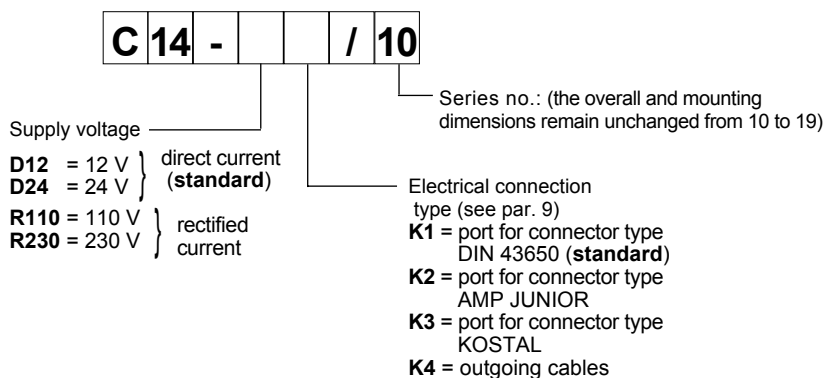 C 14 - / 10
Series no.: (the overall and mounting
dimensions remain unchanged from 10 to 19)
Supply voltage
D12 = 12 V
D24 = 24 V
direct current
(standard)
R110 = 110 V
R230 = 230 V
rectified
current
Electrical connection
type (see par. 9)
K1 = port for connector type
DIN 43650 (standard)
K2 = port for connector type
AMP JUNIOR
K3 = port for connector type
KOSTAL
K4 = outgoing cables